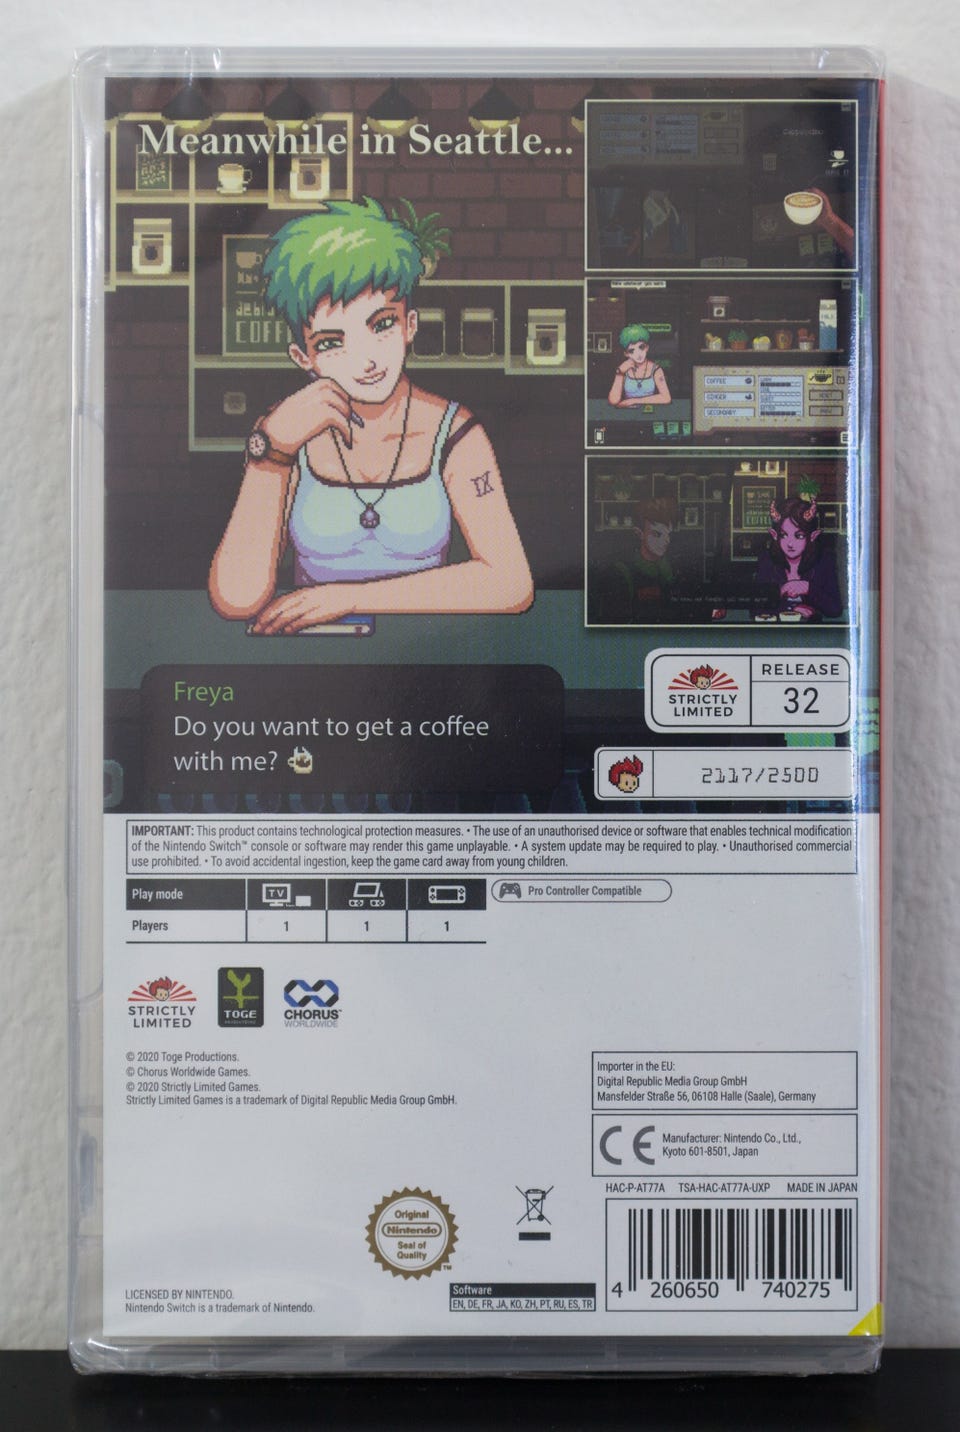 Meanwhile in Seattle...
COFFEE
GINGER
SECONDARY
Freya
Do you want to get a coffee
with me?
STRICTLY
LIMITED
RELEASE
32
2117/2500
IMPORTANT: This product contains technological protection measures. • The use of an unauthorised device or software that enables technical modification
of the Nintendo Switch™ console or software may render this game unplayable. • A system update may be required to play. • Unauthorised commercial
use prohibited. • To avoid accidental ingestion, keep the game card away from young children.
Play mode
TV
Pro Controller Compatible
Players 1 1 1
STRICTLY
LIMITED
TOGE
CHORUS™
WORLDWIDE
© 2020 Toge Productions.
© Chorus Worldwide Games.
© 2020 Strictly Limited Games.
Strictly Limited Games is a trademark of Digital Republic Media Group GmbH.
Importer in the EU:
Digital Republic Media Group GmbH
Mansfelder Straße 56, 06108 Halle (Saale), Germany
CE
Manufacturer: Nintendo Co., Ltd.,
Kyoto 601-8501, Japan
HAC-P-AT77A TSA-HAC-AT77A-UXP MADE IN JAPAN
Original
Nintendo
Seal of
Quality
TM
LICENSED BY NINTENDO.
Nintendo Switch is a trademark of Nintendo.
Software
EN, DE, FR, JA, KO, ZH, PT, RU, ES, TR
4 260650 740275